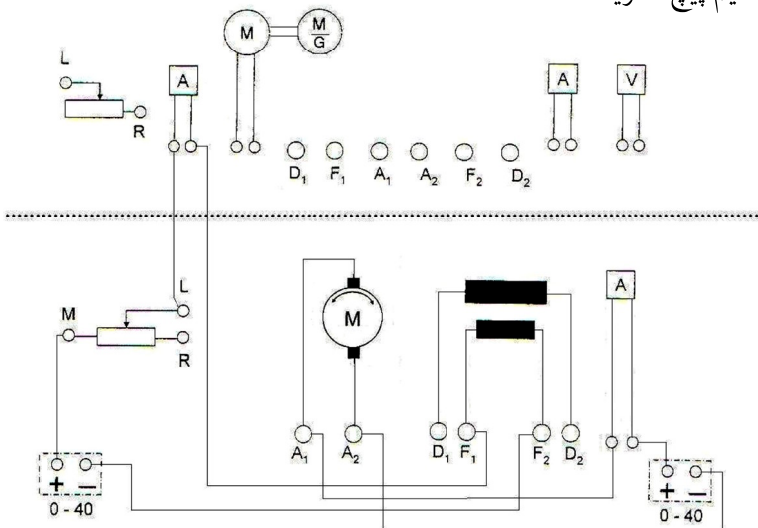 L
R
A
M
M
G
A
V
D₁ F₁ A₁ A₂ F₂ D₂
M
L
R
M
A
A₁ A₂ D₁ F₁ F₂ D₂
+ −
0 - 40
+ −
0 - 40